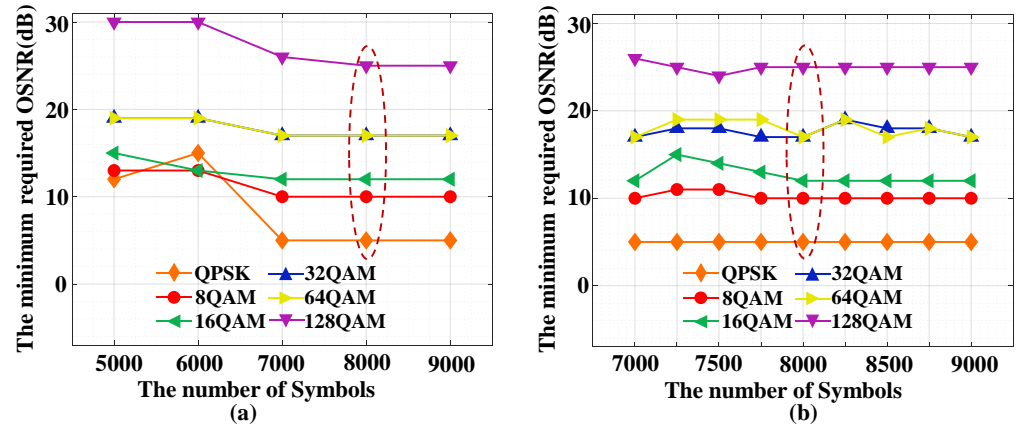 The minimum required OSNR(dB)
30
20
10
0
QPSK
32QAM
8QAM
64QAM
16QAM
128QAM
5000 6000 7000 8000 9000
The number of Symbols
(a)
The minimum required OSNR(dB)
30
20
10
0
QPSK
32QAM
8QAM
64QAM
16QAM
128QAM
7000 7500 8000 8500 9000
The number of Symbols
(b)